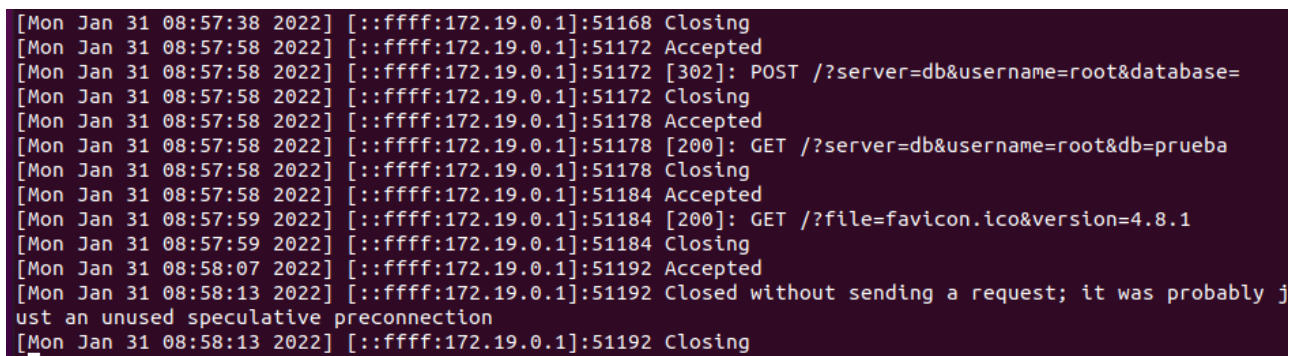 [Mon Jan 31 08:57:38 2022] [::ffff:172.19.0.1]:51168 Closing
[Mon Jan 31 08:57:58 2022] [::ffff:172.19.0.1]:51172 Accepted
[Mon Jan 31 08:57:58 2022] [::ffff:172.19.0.1]:51172 [302]: POST /?server=db&username=root&database=
[Mon Jan 31 08:57:58 2022] [::ffff:172.19.0.1]:51172 Closing
[Mon Jan 31 08:57:58 2022] [::ffff:172.19.0.1]:51178 Accepted
[Mon Jan 31 08:57:58 2022] [::ffff:172.19.0.1]:51178 [200]: GET /?server=db&username=root&db=prueba
[Mon Jan 31 08:57:58 2022] [::ffff:172.19.0.1]:51178 Closing
[Mon Jan 31 08:57:58 2022] [::ffff:172.19.0.1]:51184 Accepted
[Mon Jan 31 08:57:59 2022] [::ffff:172.19.0.1]:51184 [200]: GET /?file=favicon.ico&version=4.8.1
[Mon Jan 31 08:57:59 2022] [::ffff:172.19.0.1]:51184 Closing
[Mon Jan 31 08:58:07 2022] [::ffff:172.19.0.1]:51192 Accepted
[Mon Jan 31 08:58:13 2022] [::ffff:172.19.0.1]:51192 Closed without sending a request; it was probably j
ust an unused speculative preconnection
[Mon Jan 31 08:58:13 2022] [::ffff:172.19.0.1]:51192 Closing